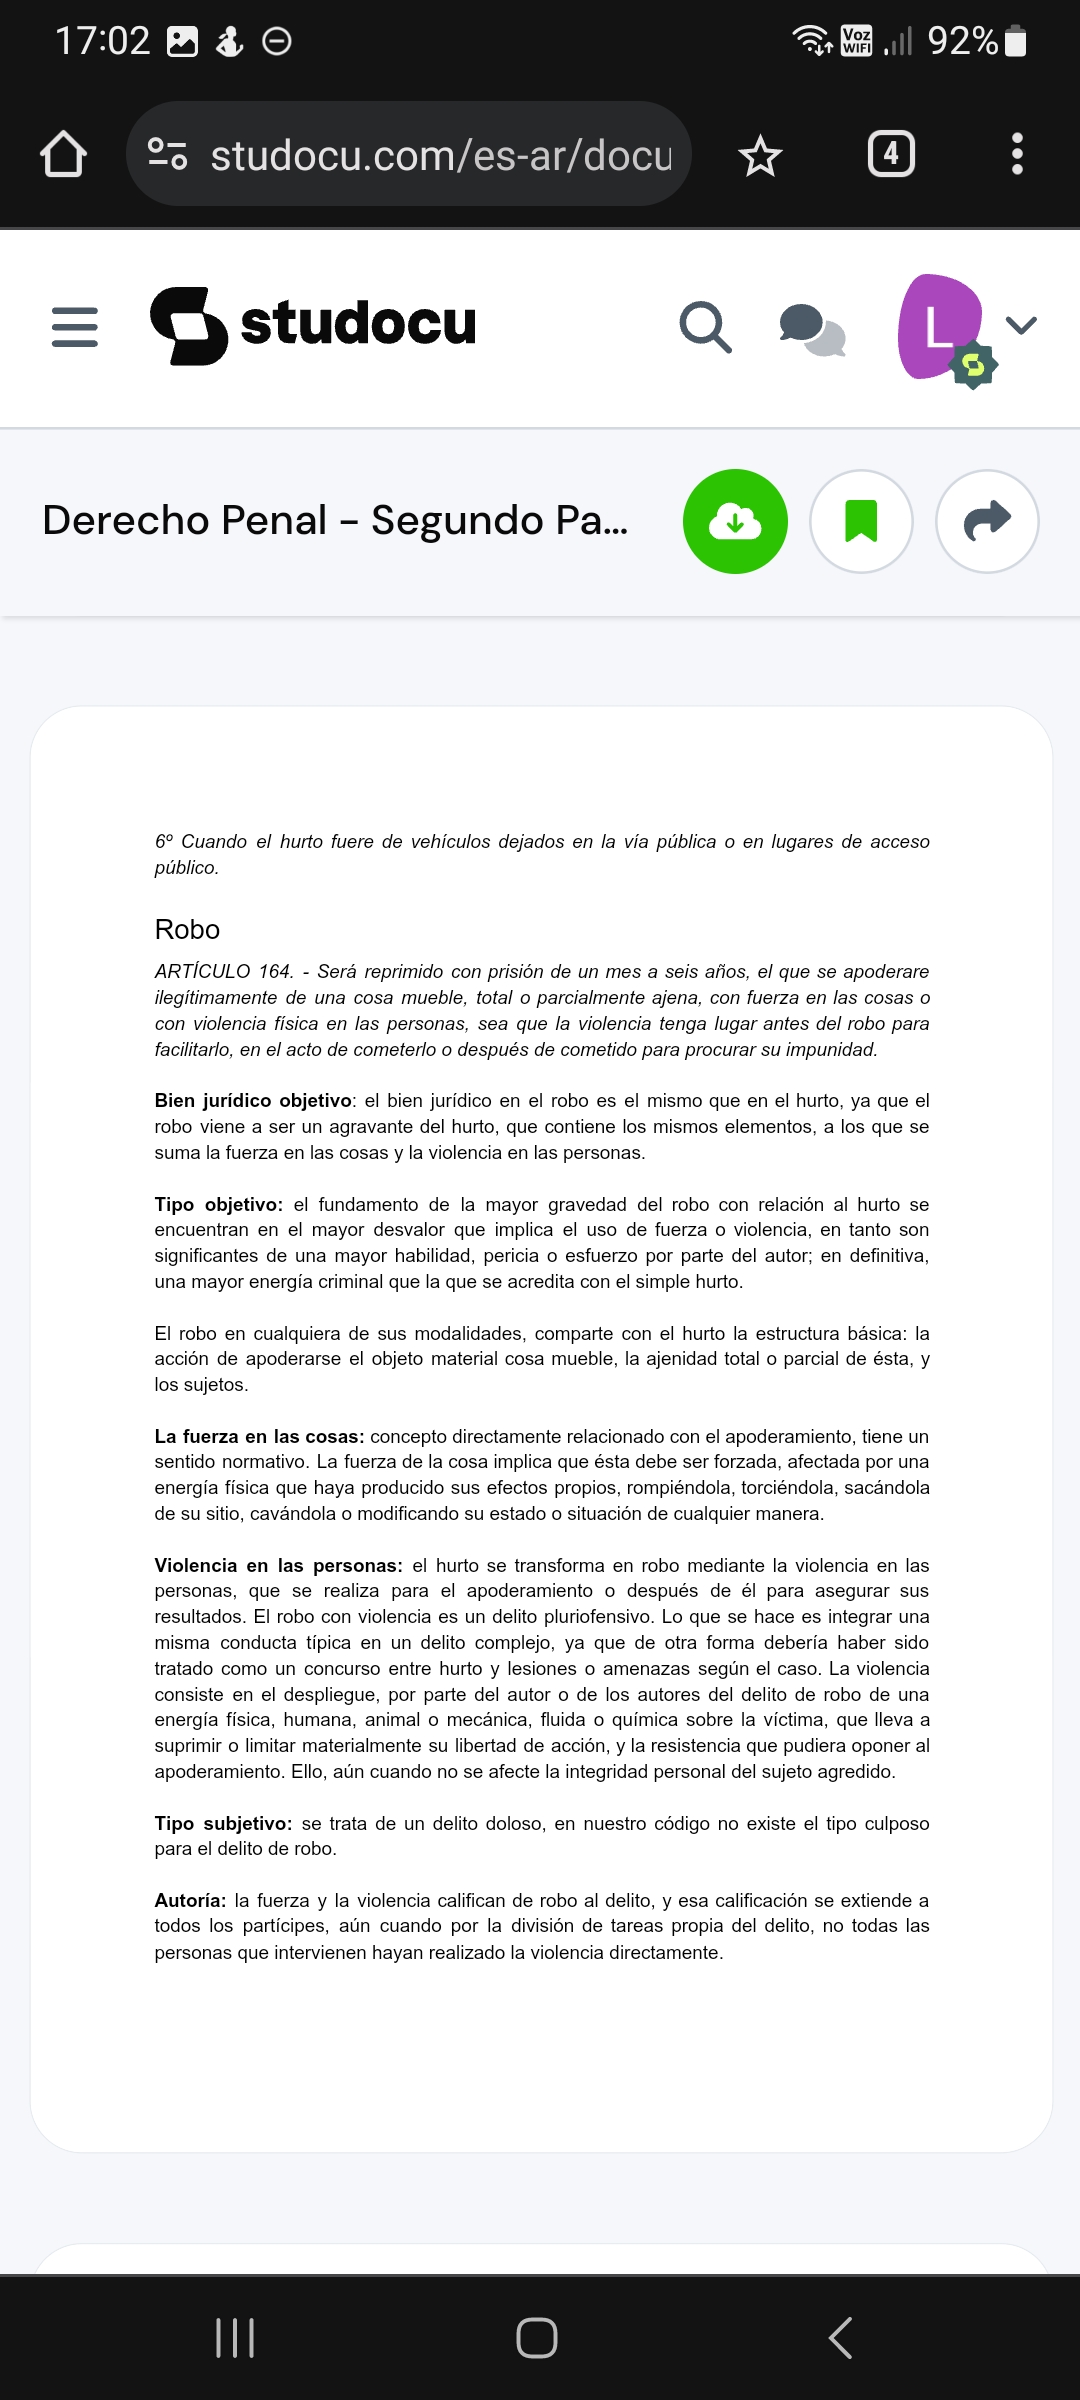 17:02
Voz WIFI
92%
studocu.com/es-ar/docu
4
studocu
L
Derecho Penal - Segundo Pa...
6º Cuando el hurto fuere de vehículos dejados en la vía pública o en lugares de acceso
público.
Robo
ARTÍCULO 164. - Será reprimido con prisión de un mes a seis años, el que se apoderare
ilegítimamente de una cosa mueble, total o parcialmente ajena, con fuerza en las cosas o
con violencia física en las personas, sea que la violencia tenga lugar antes del robo para
facilitarlo, en el acto de cometerlo o después de cometido para procurar su impunidad.
Bien jurídico objetivo: el bien jurídico en el robo es el mismo que en el hurto, ya que el
robo viene a ser un agravante del hurto, que contiene los mismos elementos, a los que se
suma la fuerza en las cosas y la violencia en las personas.
Tipo objetivo: el fundamento de la mayor gravedad del robo con relación al hurto se
encuentran en el mayor desvalor que implica el uso de fuerza o violencia, en tanto son
significantes de una mayor habilidad, pericia o esfuerzo por parte del autor; en definitiva,
una mayor energía criminal que la que se acredita con el simple hurto.
El robo en cualquiera de sus modalidades, comparte con el hurto la estructura básica: la
acción de apoderarse el objeto material cosa mueble, la ajenidad total o parcial de ésta, y
los sujetos.
La fuerza en las cosas: concepto directamente relacionado con el apoderamiento, tiene un
sentido normativo. La fuerza de la cosa implica que ésta debe ser forzada, afectada por una
energía física que haya producido sus efectos propios, rompiéndola, torciéndola, sacándola
de su sitio, cavándola o modificando su estado o situación de cualquier manera.
Violencia en las personas: el hurto se transforma en robo mediante la violencia en las
personas, que se realiza para el apoderamiento o después de él para asegurar sus
resultados. El robo con violencia es un delito pluriofensivo. Lo que se hace es integrar una
misma conducta típica en un delito complejo, ya que de otra forma debería haber sido
tratado como un concurso entre hurto y lesiones o amenazas según el caso. La violencia
consiste en el despliegue, por parte del autor o de los autores del delito de robo de una
energía física, humana, animal o mecánica, fluida o química sobre la víctima, que lleva a
suprimir o limitar materialmente su libertad de acción, y la resistencia que pudiera oponer al
apoderamiento. Ello, aún cuando no se afecte la integridad personal del sujeto agredido.
Tipo subjetivo: se trata de un delito doloso, en nuestro código no existe el tipo culposo
para el delito de robo.
Autoría: la fuerza y la violencia califican de robo al delito, y esa calificación se extiende a
todos los partícipes, aún cuando por la división de tareas propia del delito, no todas las
personas que intervienen hayan realizado la violencia directamente.